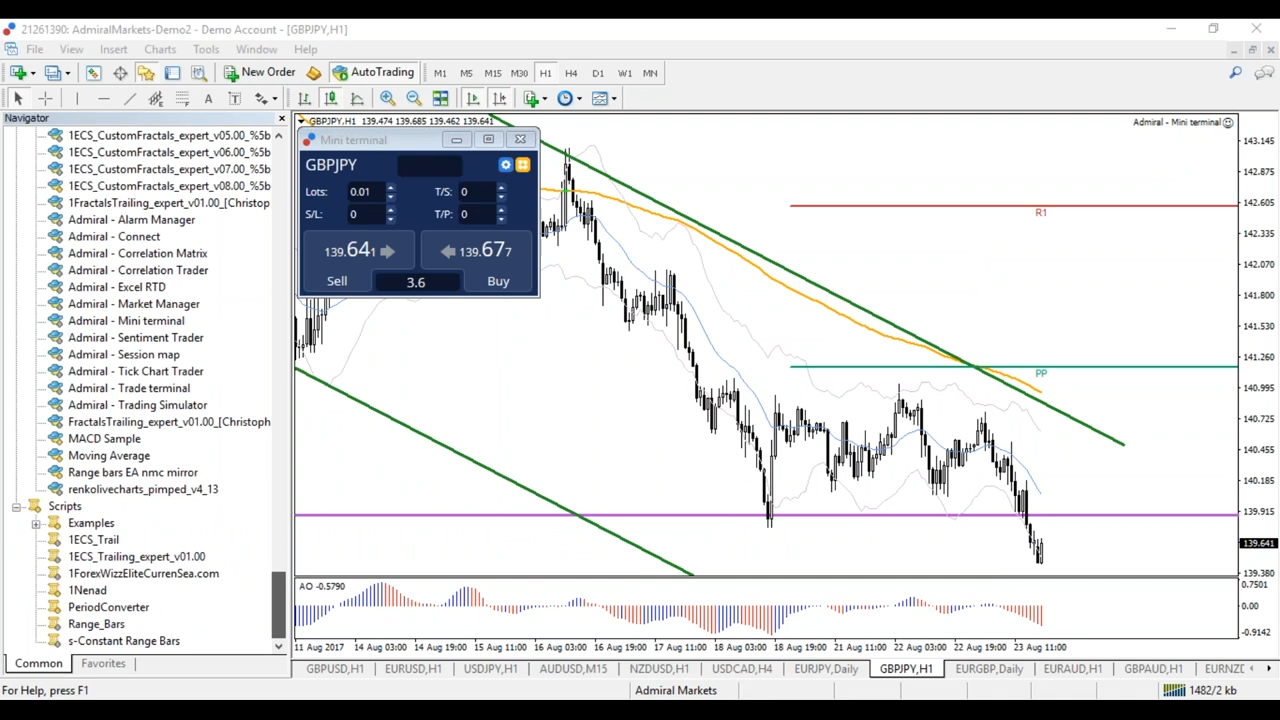 21261390: AdmiralMarkets-Demo2 - Demo Account - [GBPJPY,H1]
File View Insert Charts Tools Window Help
New Order AutoTrading M1 M5 M15 M30 H1 H4 D1 W1 MN
A T
Navigator
1ECS_CustomFractals_expert_v05.00_%5b
1ECS_CustomFractals_expert_v06.00_%5b
1ECS_CustomFractals_expert_v07.00_%5b
1ECS_CustomFractals_expert_v08.00_%5b
1FractalsTrailing_expert_v01.00_[Christop
Admiral - Alarm Manager
Admiral - Connect
Admiral - Correlation Matrix
Admiral - Correlation Trader
Admiral - Excel RTD
Admiral - Market Manager
Admiral - Mini terminal
Admiral - Sentiment Trader
Admiral - Session map
Admiral - Tick Chart Trader
Admiral - Trade terminal
Admiral - Trading Simulator
FractalsTrailing_expert_v01.00_[Christoph
MACD Sample
Moving Average
Range bars EA nmc mirror
renkolivecharts_pimped_v4_13
Scripts
Examples
1ECS_Trail
1ECS_Trailing_expert_v01.00
1ForexWizzEliteCurrenSea.com
1Nenad
PeriodConverter
Range_Bars
s-Constant Range Bars
Common Favorites
GBPJPY,H1 139.474 139.685 139.462 139.641
Admiral - Mini terminal
Mini terminal
GBPJPY
Lots: 0.01 T/S: 0
S/L: 0 T/P: 0
139.641 139.677
Sell 3.6 Buy
R1
PP
143.145
142.875
142.605
142.335
142.070
141.800
141.530
141.260
140.995
140.725
140.455
140.185
139.915
139.641
139.380
AO -0.5790
0.7501
0.00
-0.9142
11 Aug 2017 14 Aug 03:00 14 Aug 19:00 15 Aug 11:00 16 Aug 03:00 16 Aug 19:00 17 Aug 11:00 18 Aug 03:00 18 Aug 19:00 21 Aug 11:00 22 Aug 03:00 22 Aug 19:00 23 Aug 11:00
GBPUSD,H1 EURUSD,H1 USDJPY,H1 AUDUSD,M15 NZDUSD,H1 USDCAD,H4 EURJPY,Daily GBPJPY,H1 EURGBP,Daily EURAUD,H1 GBPAUD,H1 EURNZ
For Help, press F1
Admiral Markets
1482/2 kb